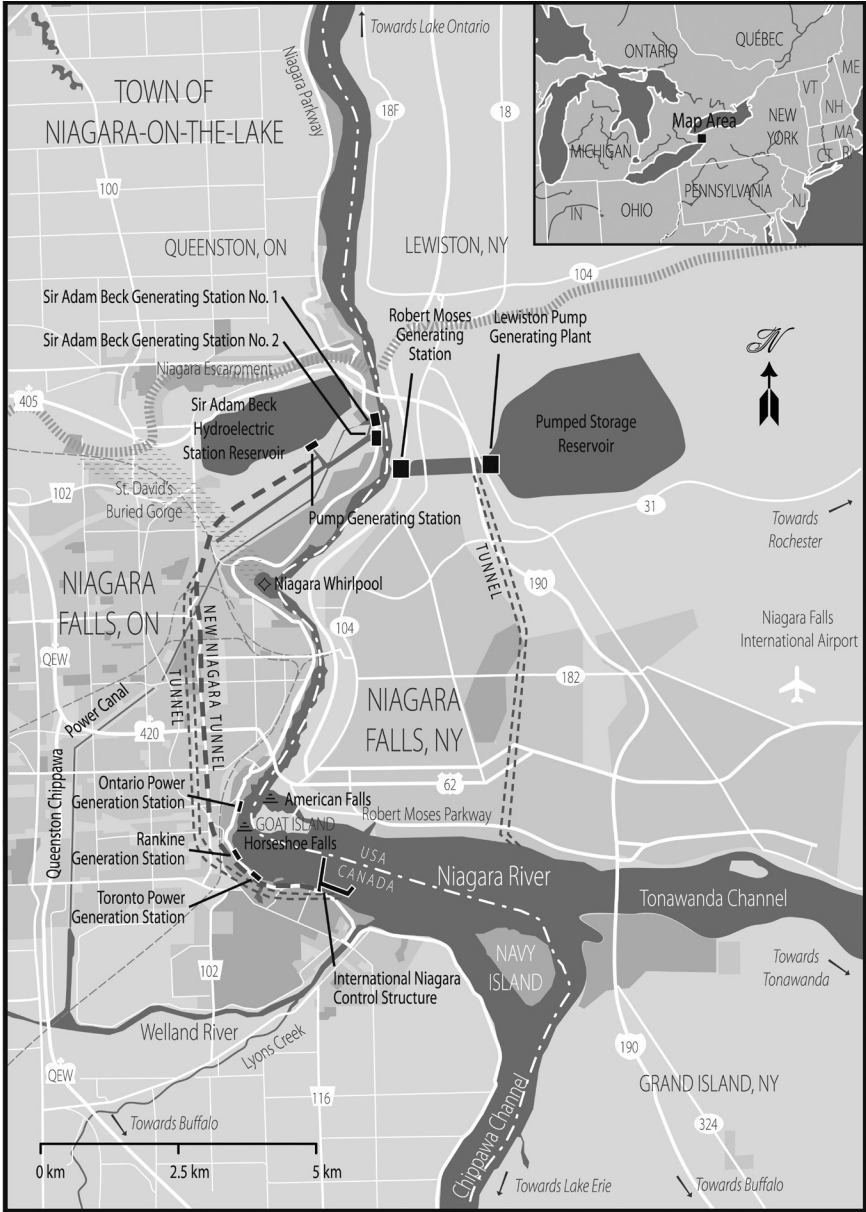 Towards Lake Ontario
Niagara Parkway
TOWN OF
NIAGARA-ON-THE-LAKE
18F
18
100
QUEENSTON, ON
LEWISTON, NY
104
ONTARIO
QUÉBEC
ME
VT
NH
Map Area
NEW
YORK
MA
MICHIGAN
CT
RI
PENNSYLVANIA
NJ
IN
OHIO
Sir Adam Beck Generating Station No. 1
Sir Adam Beck Generating Station No. 2
Robert Moses
Generating
Station
Lewiston Pump
Generating Plant
N
Niagara Escarpment
405
Sir Adam Beck
Hydroelectric
Station Reservoir
Pumped Storage
Reservoir
102
St. David's
Buried Gorge
Pump Generating Station
31
Towards
Rochester
TUNNEL
190
NIAGARA
FALLS, ON
Niagara Whirlpool
104
Niagara Falls
International Airport
QEW
182
NEW NIAGARA TUNNEL
TUNNEL
Power Canal
Queenston Chippawa
420
NIAGARA
FALLS, NY
62
Ontario Power
Generation Station
American Falls
Robert Moses Parkway
GOAT ISLAND
Horseshoe Falls
Rankine
Generation Station
USA
CANADA
Niagara River
Toronto Power
Generation Station
Tonawanda Channel
NAVY
ISLAND
Towards
Tonawanda
102
International Niagara
Control Structure
Welland River
Lyons Creek
190
QEW
GRAND ISLAND, NY
116
324
Towards Buffalo
Chippawa Channel
0 km
2.5 km
5 km
Towards Lake Erie
Towards Buffalo